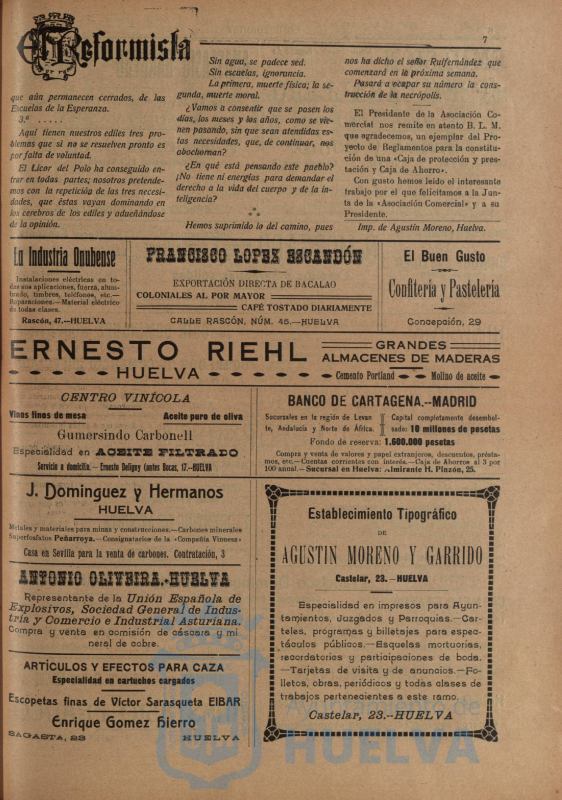 El Reformista
7
que aún permanecen cerrados, de las
Escuelas de la Esperanza.
3.ª . . . . . .
Aquí tienen nuestros ediles tres pro-
blemas que si no se resuelven pronto es
por falta de voluntad.
El Licor del Polo ha conseguido en-
trar en todas partes; nosotros pretende-
mos con la repetición de las tres necesi-
dades, que éstas vayan dominando en
los cerebros de los ediles y adueñándose
de la opinión.
Sin agua, se padece sed.
Sin escuelas, ignorancia.
La primera, muerte física; la se-
gunda, muerte moral.
¿Vamos a consentir que se pasen los
días, los meses y los años, como se vie-
nen pasando, sin que sean atendidas es-
tas necesidades, que, de continuar, nos
abochornan?
¿En qué está pensando este pueblo?
¡No tiene ni energías para demandar el
derecho a la vida del cuerpo y de la in-
teligencia?
Hemos suprimido lo del camino, pues
nos ha dicho el señor Ruifernández que
comenzará en la próxima semana.
Pasará a ocupar su número la cons-
trucción de la necrópolis.
El Presidente de la Asociación Co-
mercial nos remite en atento B. L. M.
que agradecemos, un ejemplar del Pro-
yecto de Reglamentos para la constitu-
ción de una «Caja de protección y pres-
tación y Caja de Ahorro».
Con gusto hemos leído el interesante
trabajo por el que felicitamos a la Jun-
ta de la «Asociación Comercial» y a su
Presidente.
Imp. de Agustín Moreno, Huelva.
La Industria Onubense
Instalaciones eléctricas en to-
das sus aplicaciones, fuerza, alum-
brado, timbres, teléfonos, etc.—
Reparaciones.—Material eléctrico
de todas clases.
Rascón, 47.—HUELVA
FRANCISCO LOPEZ ESCANDÓN
EXPORTACIÓN DIRECTA DE BACALAO
COLONIALES AL POR MAYOR
CAFÉ TOSTADO DIARIAMENTE
CALLE RASCÓN, NÚM. 45.—HUELVA
El Buen Gusto
Confitería y Pastelería
Concepción, 29
ERNESTO RIEHL
HUELVA
GRANDES
ALMACENES DE MADERAS
Cemento Portland
Molino de aceite
CENTRO VINÍCOLA
Vinos finos de mesa
Aceite puro de oliva
Gumersindo Carbonell
Especialidad en ACEITE FILTRADO
Servicio a domicilio.—Ernesto Deligny (antes Bocas, 17.—HUELVA
BANCO DE CARTAGENA.—MADRID
Sucursales en la región de Levan
te, Andalucía y Norte de África.
Capital completamente desembol-
sado: 10 millones de pesetas
Fondo de reserva: 1.600.000 pesetas
Compra y venta de valores y papel extranjeros, descuentos, présta-
mos, etc.—Cuentas corrientes con interés.—Caja de Ahorros al 3 por
100 anual.—Sucursal en Huelva: Almirante H. Pinzón, 25.
J. Dominguez y Hermanos
HUELVA
Metales y materiales para minas y construcciones.—Carbones minerales
Superfosfatos Peñarroya.—Consignatarios de la «Compañía Vinuesa»
Casa en Sevilla para la venta de carbones. Contratación, 3
ANTONIO OLIVEIRA.-HUELVA
Representante de la Unión Española de
Explosivos, Sociedad General de Indus-
tria y Comercio e Industrial Asturiana.
Compra y venta en comisión de cáscara y mi
neral de cobre.
ARTÍCULOS Y EFECTOS PARA CAZA
Especialidad en cartuchos cargados
Escopetas finas de Víctor Sarasqueta EIBAR
Enrique Gomez Hierro
SAGASTA, 23
HUELVA
Establecimiento Tipográfico
DE
AGUSTIN MORENO Y GARRIDO
Castelar, 23.—HUELVA
Especialidad en impresos para Ayun-
tamientos, Juzgados y Parroquias.—Car-
teles, programas y billetajes para espec-
táculos públicos.—Esquelas mortuorias,
recordatorios y participaciones de boda.
—Tarjetas de visita y de anuncios.—Fo-
lletos, obras, periódicos y todas clases de
trabajos pertenecientes a este ramo.
Castelar, 23.—HUELVA
HUELVA